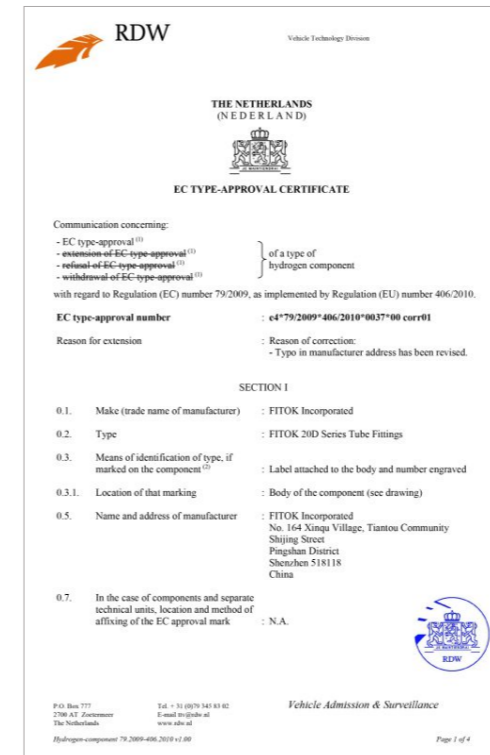 RDW
Vehicle Technology Division
THE NETHERLANDS
(NEDERLAND)
EC TYPE-APPROVAL CERTIFICATE
Communication concerning:
- EC type-approval (1)
- extension of EC type-approval (1)
- refusal of EC type-approval (1)
- withdrawal of EC type-approval (1)
of a type of
hydrogen component
with regard to Regulation (EC) number 79/2009, as implemented by Regulation (EU) number 406/2010.
EC type-approval number : e4*79/2009*406/2010*0037*00 corr01
Reason for extension : Reason of correction:
- Typo in manufacturer address has been revised.
SECTION I
0.1. Make (trade name of manufacturer) : FITOK Incorporated
0.2. Type : FITOK 20D Series Tube Fittings
0.3. Means of identification of type, if
marked on the component (2) : Label attached to the body and number engraved
0.3.1. Location of that marking : Body of the component (see drawing)
0.5. Name and address of manufacturer : FITOK Incorporated
No. 164 Xinqu Village, Tiantou Community
Shijing Street
Pingshan District
Shenzhen 518118
China
0.7. In the case of components and separate
technical units, location and method of
affixing of the EC approval mark : N.A.
RDW
P.O. Box 777
2700 AT Zoetermeer
The Netherlands
Tel. + 31 (0)79 345 83 02
E-mail ttv@rdw.nl
www.rdw.nl
Vehicle Admission & Surveillance
Hydrogen-component 79.2009-406.2010 v1.00
Page 1 of 4